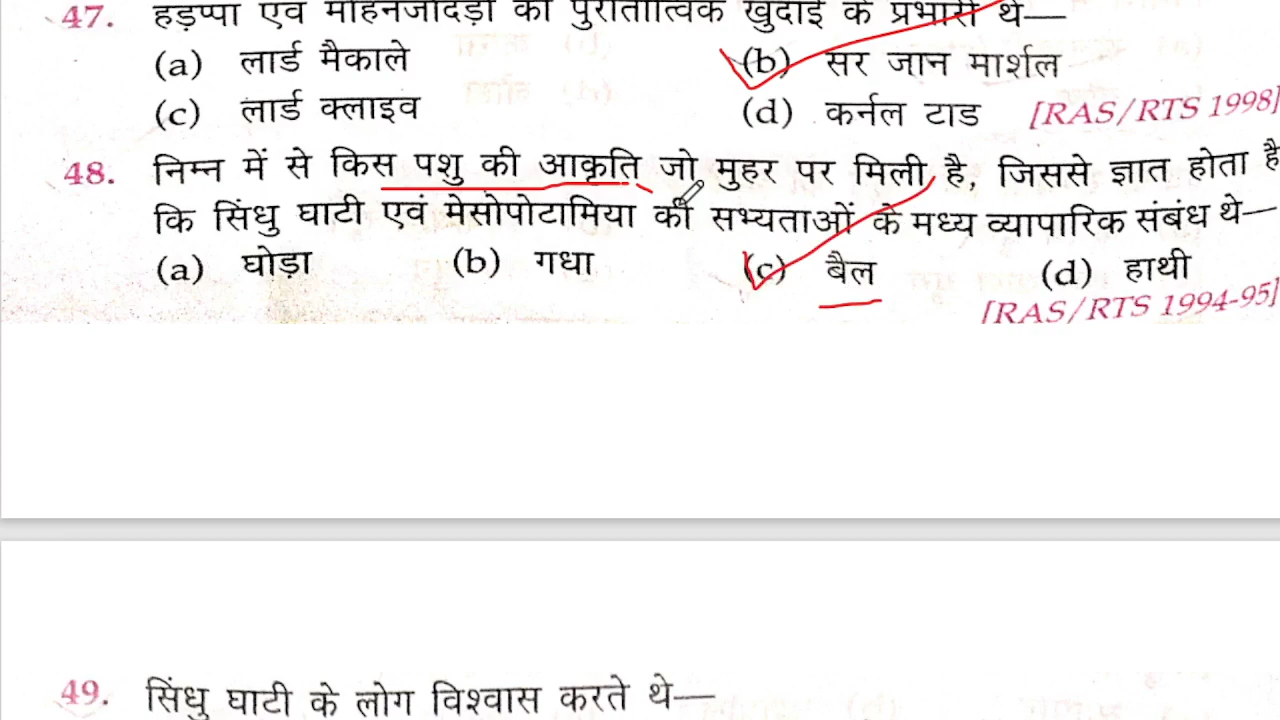 47. हड़प्पा एवं मोहनजोदड़ो की पुरातात्विक खुदाई के प्रभारी थे—
(a) लार्ड मैकाले (b) सर जान मार्शल
(c) लार्ड क्लाइव (d) कर्नल टाड [RAS/RTS 1998]
48. निम्न में से किस पशु की आकृति जो मुहर पर मिली है, जिससे ज्ञात होता है
कि सिंधु घाटी एवं मेसोपोटामिया की सभ्यताओं के मध्य व्यापारिक संबंध थे—
(a) घोड़ा (b) गधा (c) बैल (d) हाथी
[RAS/RTS 1994-95]
49. सिंधु घाटी के लोग विश्वास करते थे—